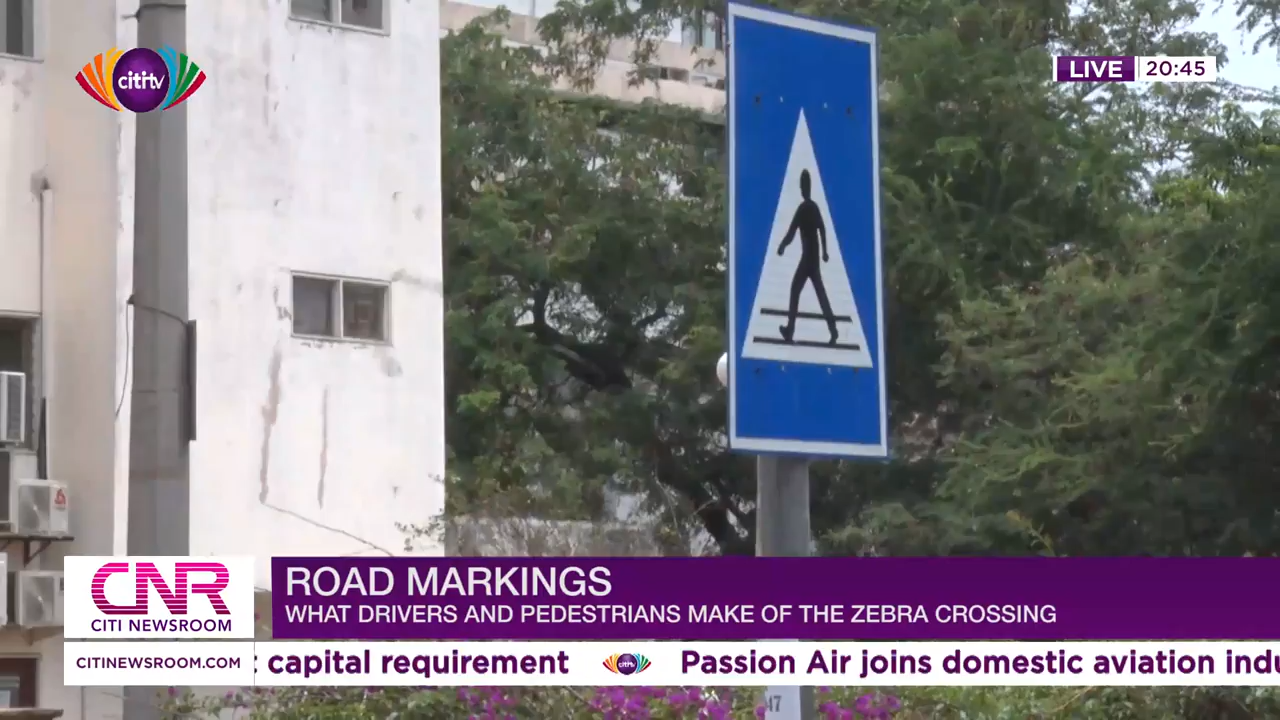 citi tv
LIVE 20:45
ROAD MARKINGS
WHAT DRIVERS AND PEDESTRIANS MAKE OF THE ZEBRA CROSSING
CNR
CITI NEWSROOM
CITINEWSROOM.COM
capital requirement citi tv Passion Air joins domestic aviation indu
47